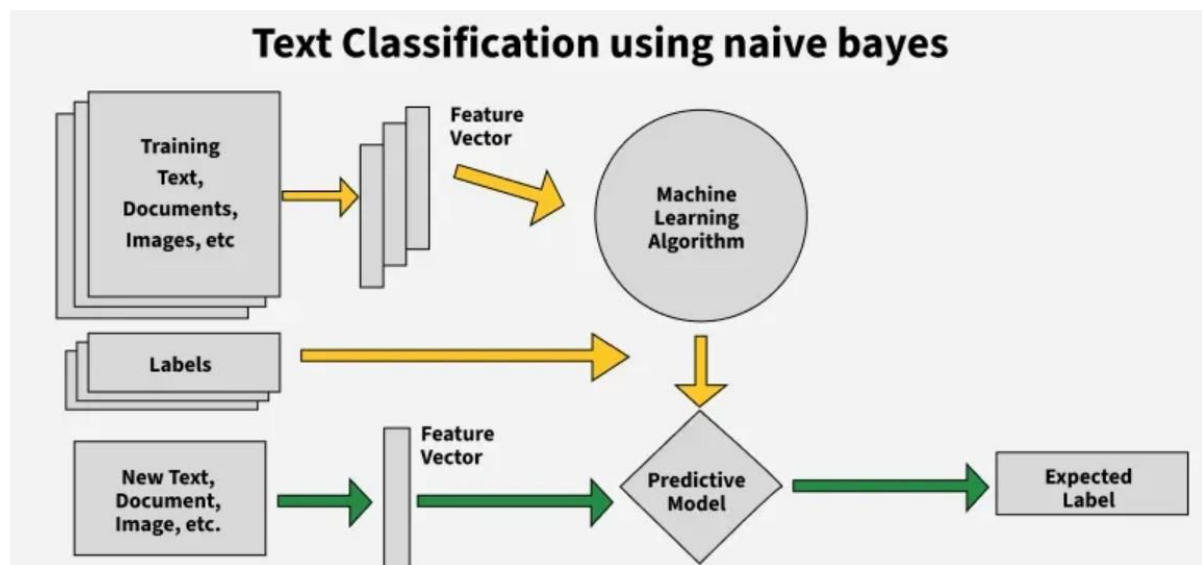 Text Classification using naive bayes
Training
Text,
Documents,
Images, etc
Feature
Vector
Machine
Learning
Algorithm
Labels
New Text,
Document,
Image, etc.
Feature
Vector
Predictive
Model
Expected
Label